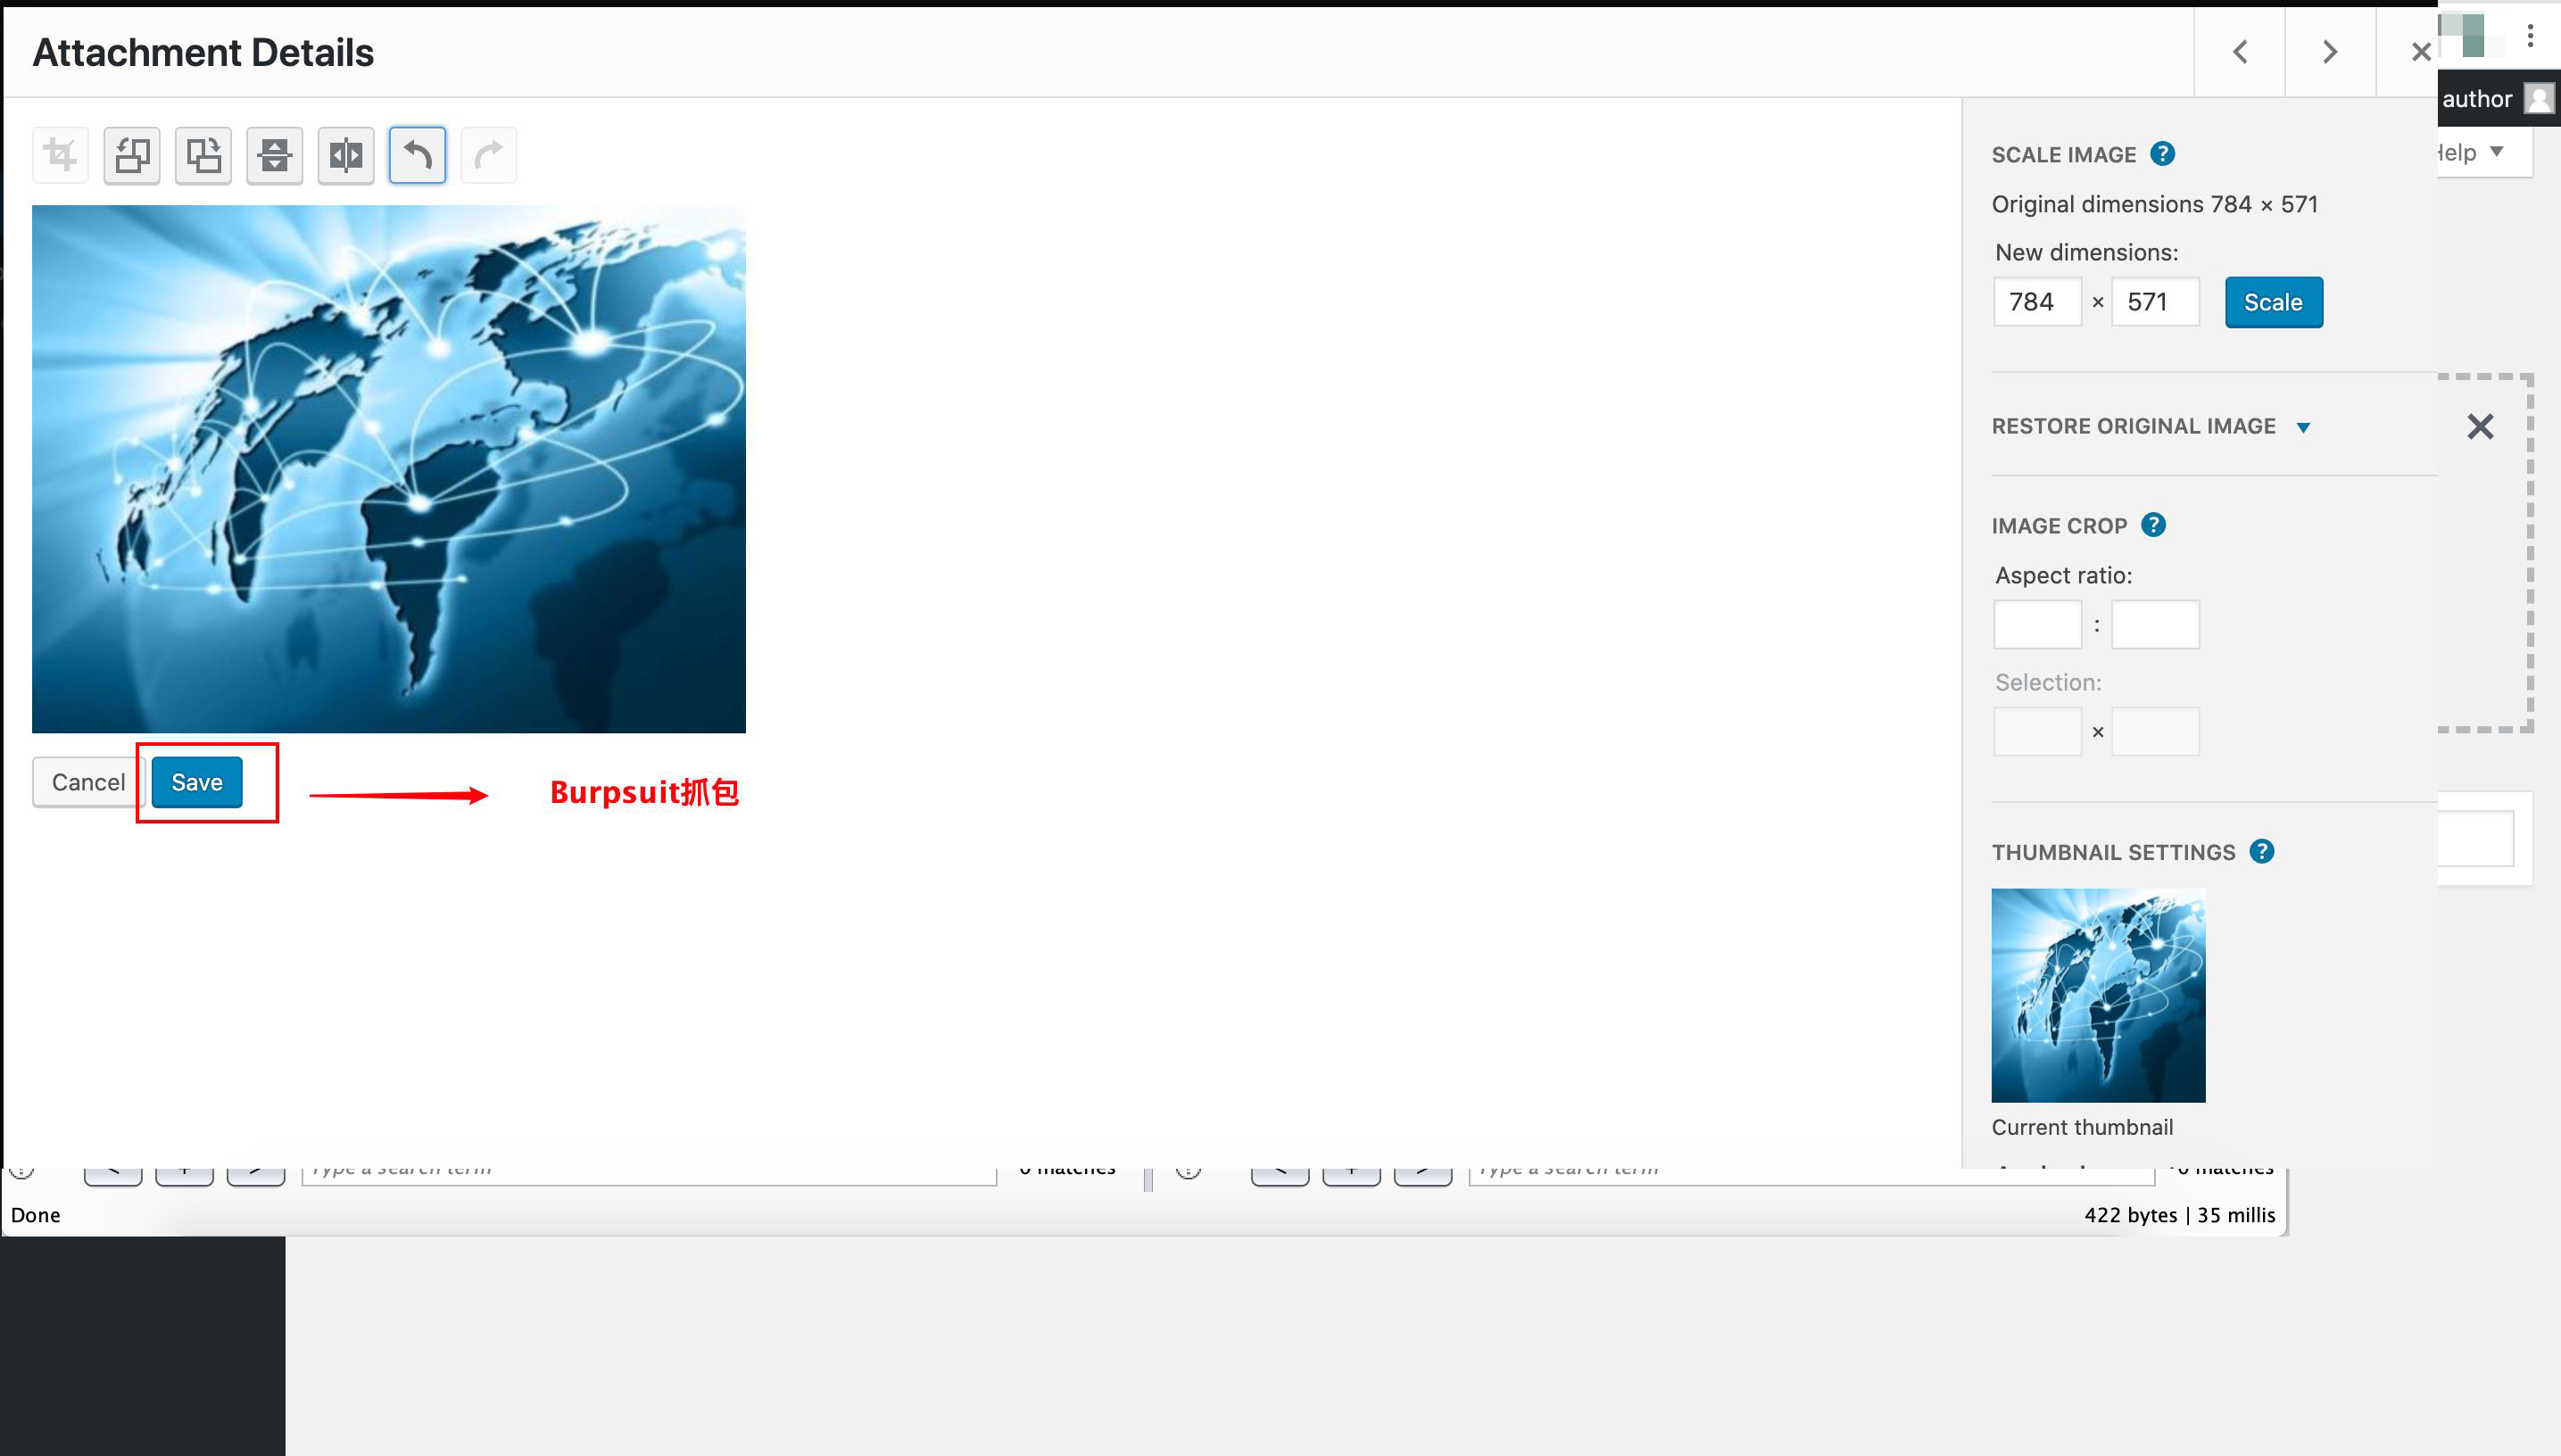 Attachment Details
author
SCALE IMAGE ?
Original dimensions 784 × 571
New dimensions:
784 × 571 Scale
RESTORE ORIGINAL IMAGE
IMAGE CROP ?
Aspect ratio:
:
Selection:
×
Cancel Save
Burpsuit抓包
THUMBNAIL SETTINGS ?
Current thumbnail
Type a search term 0 matches Type a search term 0 matches
Done 422 bytes | 35 millis